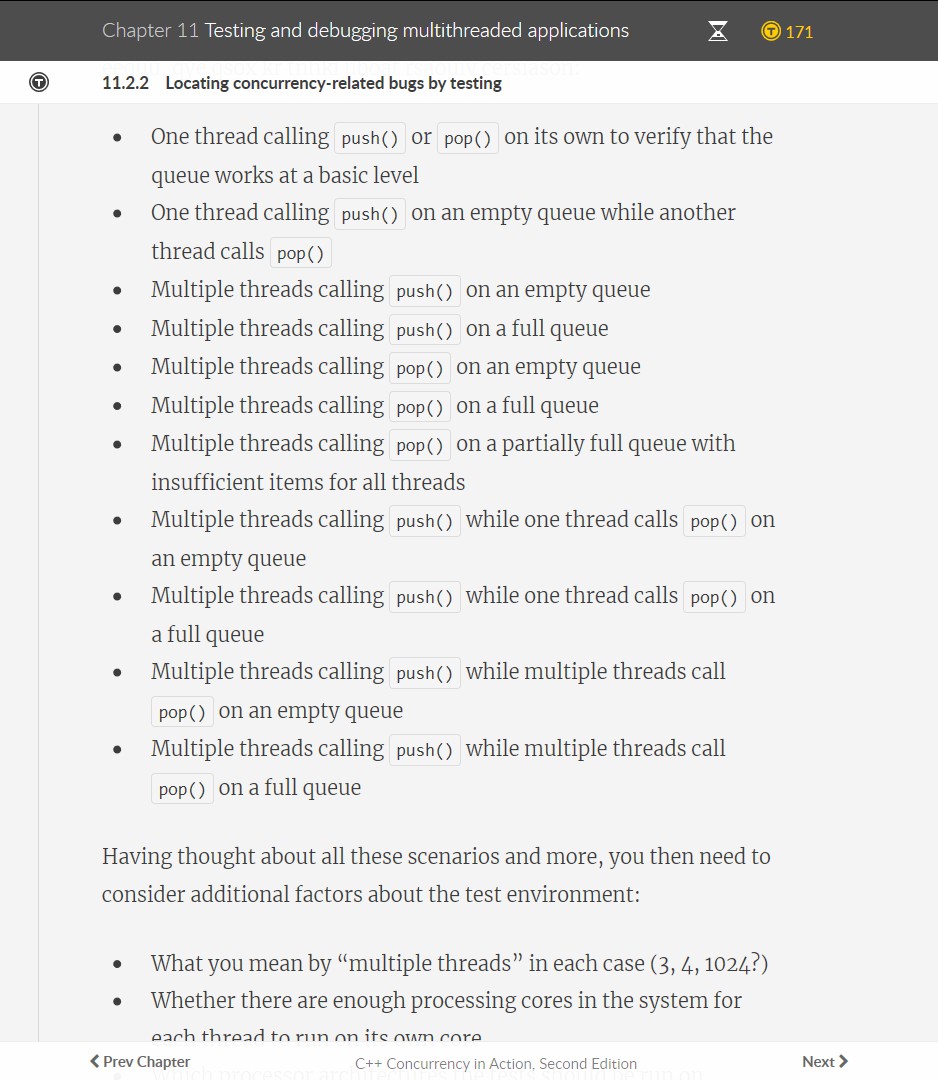 Chapter 11 Testing and debugging multithreaded applications
171
11.2.2 Locating concurrency-related bugs by testing
• One thread calling push() or pop() on its own to verify that the
queue works at a basic level
• One thread calling push() on an empty queue while another
thread calls pop()
• Multiple threads calling push() on an empty queue
• Multiple threads calling push() on a full queue
• Multiple threads calling pop() on an empty queue
• Multiple threads calling pop() on a full queue
• Multiple threads calling pop() on a partially full queue with
insufficient items for all threads
• Multiple threads calling push() while one thread calls pop() on
an empty queue
• Multiple threads calling push() while one thread calls pop() on
a full queue
• Multiple threads calling push() while multiple threads call
pop() on an empty queue
• Multiple threads calling push() while multiple threads call
pop() on a full queue
Having thought about all these scenarios and more, you then need to
consider additional factors about the test environment:
• What you mean by “multiple threads” in each case (3, 4, 1024?)
• Whether there are enough processing cores in the system for
each thread to run on its own core
• Which processor architectures the tests should be run on
Prev Chapter
C++ Concurrency in Action, Second Edition
Next